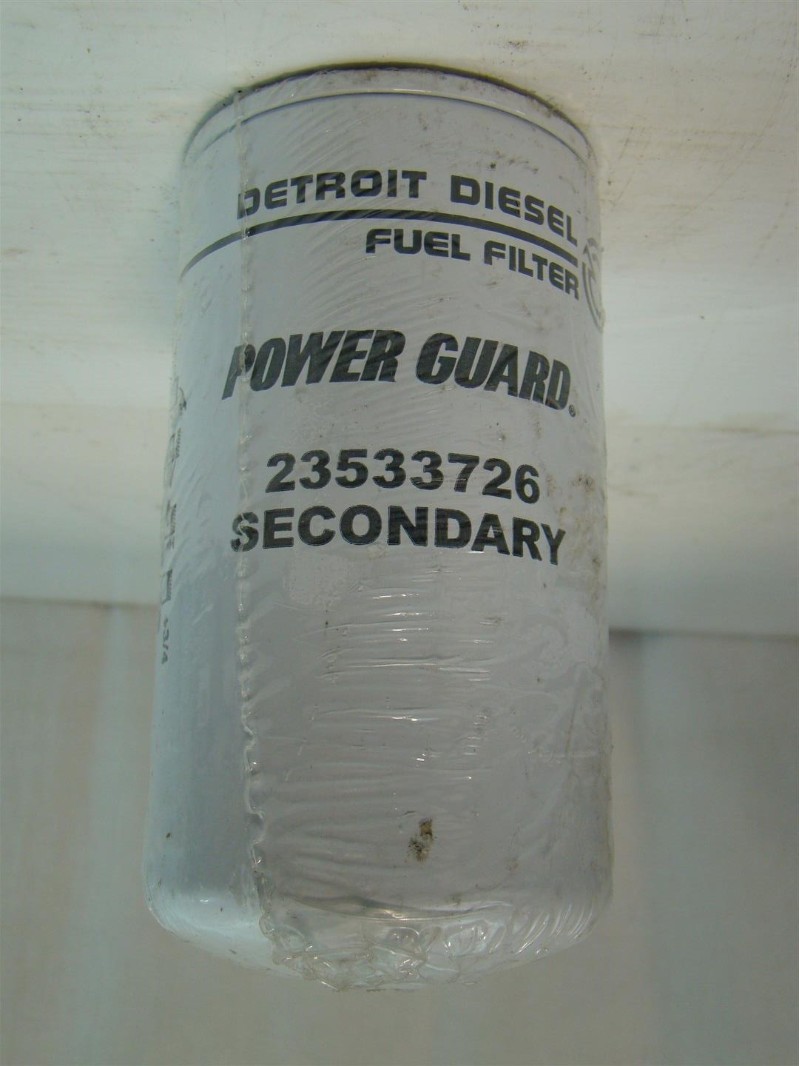 DETROIT DIESEL
FUEL FILTER
POWER GUARD®
23533726
SECONDARY